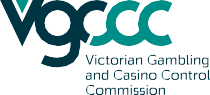 vgccc
Victorian Gambling
and Casino Control
Commission